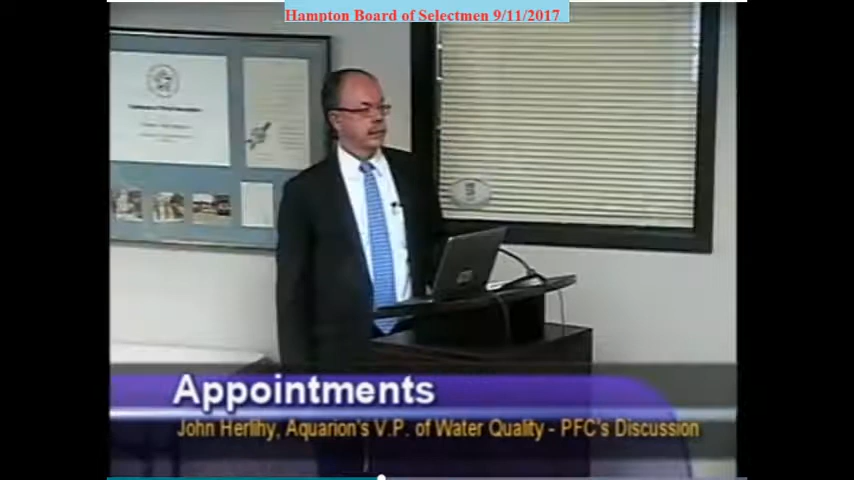 Hampton Board of Selectmen 9/11/2017
Appointments
John Herlihy, Aquarion's V.P. of Water Quality - PFC's Discussion